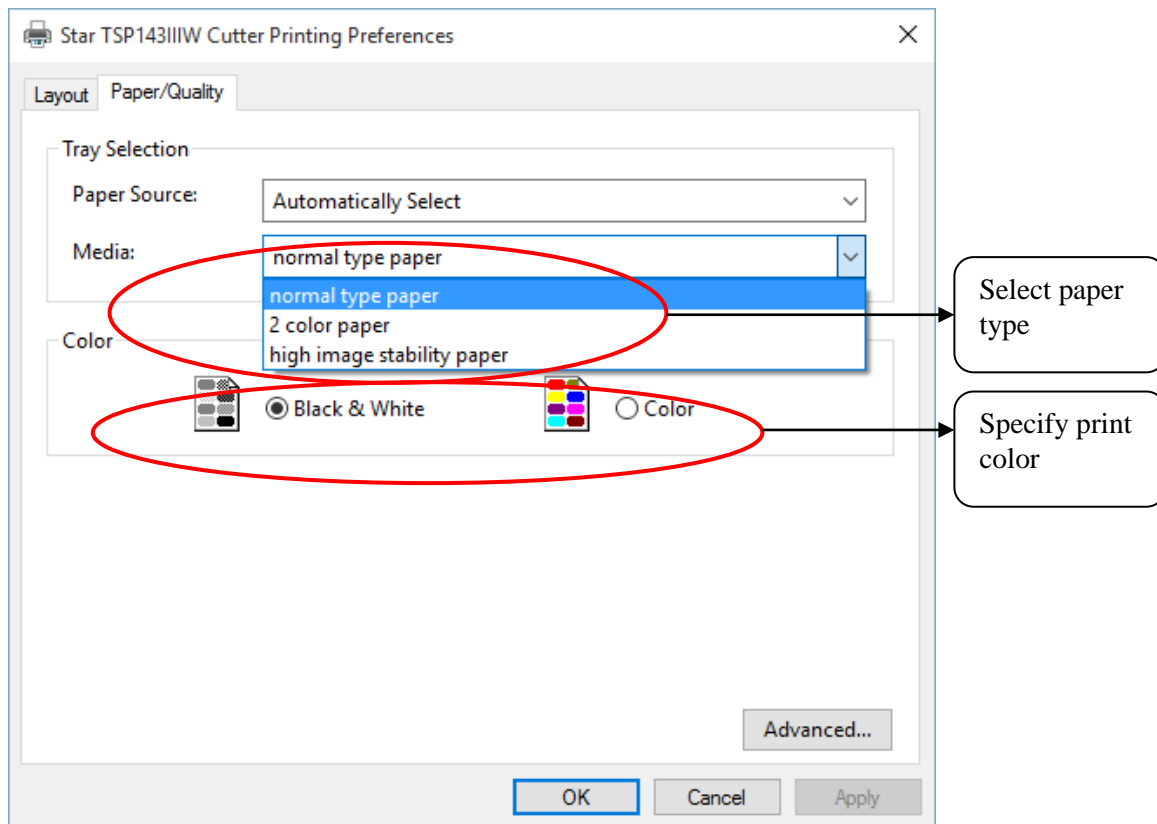 Star TSP143IIIW Cutter Printing Preferences
Layout
Paper/Quality
Tray Selection
Paper Source:
Automatically Select
Media:
normal type paper
normal type paper
2 color paper
high image stability paper
Select paper
type
Color
Black & White
Color
Specify print
color
Advanced...
OK
Cancel
Apply